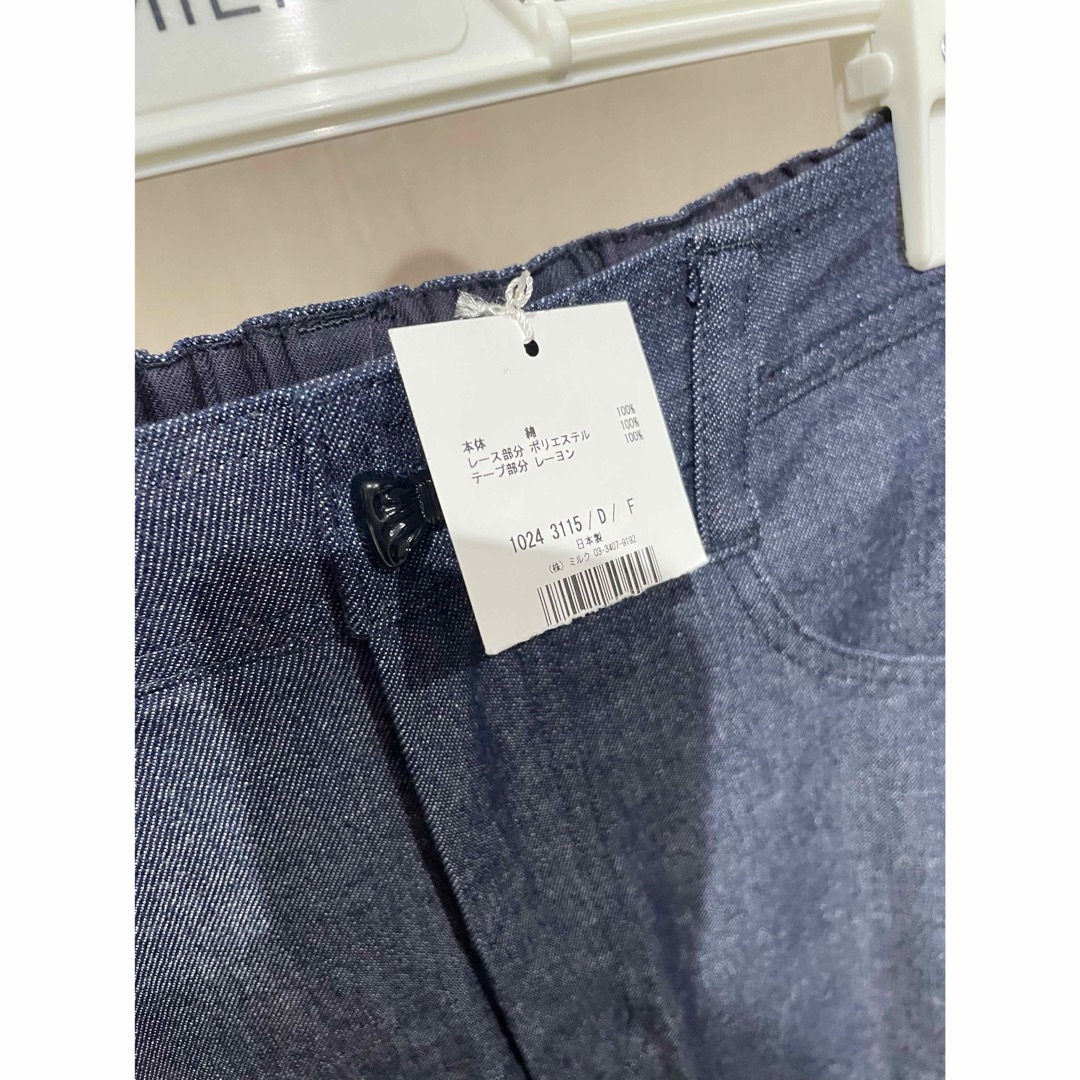 本体 綿 100%
レース部分 ポリエステル 100%
テープ部分 レーヨン 100%
1024 3115 / D / F
日本製
(株) ミルク 03-3407-9192